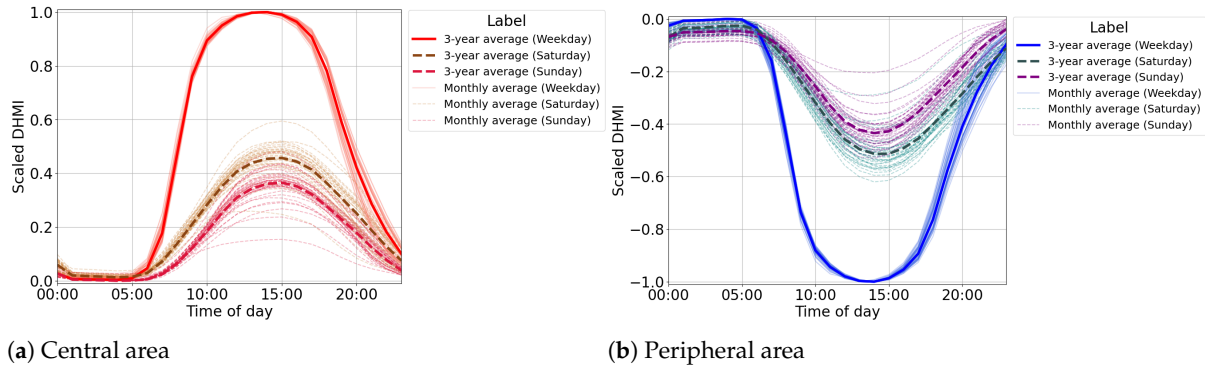 Scaled DHMI
1.0
0.8
0.6
0.4
0.2
0.0
00:00 05:00 10:00 15:00 20:00
Time of day
Label
3-year average (Weekday)
3-year average (Saturday)
3-year average (Sunday)
Monthly average (Weekday)
Monthly average (Saturday)
Monthly average (Sunday)
(a) Central area
Scaled DHMI
0.0
−0.2
−0.4
−0.6
−0.8
−1.0
00:00 05:00 10:00 15:00 20:00
Time of day
Label
3-year average (Weekday)
3-year average (Saturday)
3-year average (Sunday)
Monthly average (Weekday)
Monthly average (Saturday)
Monthly average (Sunday)
(b) Peripheral area